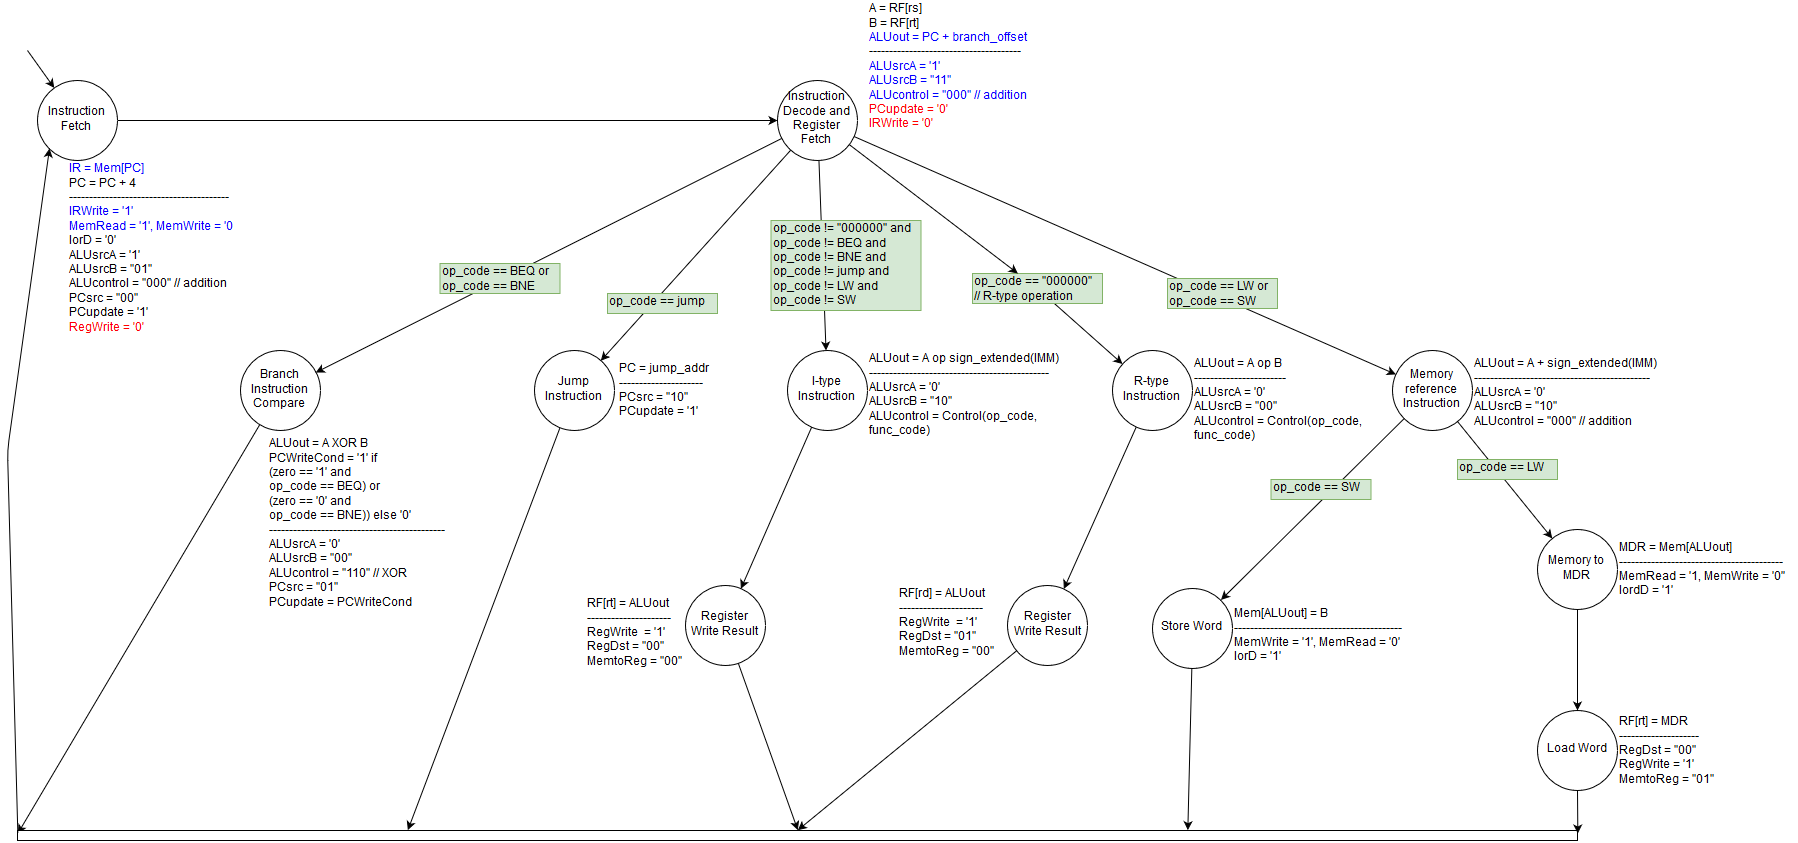 A = RF[rs]
B = RF[rt]
ALUout = PC + branch_offset
--------------------------------------
ALUsrcA = '1'
ALUsrcB = "11"
ALUcontrol = "000" // addition
PCupdate = '0'
IRWrite = '0'
Instruction
Fetch
Instruction
Decode and
Register
Fetch
IR = Mem[PC]
PC = PC + 4
----------------------------------------
IRWrite = '1'
MemRead = '1', MemWrite = '0
IorD = '0'
ALUsrcA = '1'
ALUsrcB = "01"
ALUcontrol = "000" // addition
PCsrc = "00"
PCupdate = '1'
RegWrite = '0'
op_code == BEQ or
op_code == BNE
op_code == jump
op_code != "000000" and
op_code != BEQ and
op_code != BNE and
op_code != jump and
op_code != LW and
op_code != SW
op_code == "000000"
// R-type operation
op_code == LW or
op_code == SW
Branch
Instruction
Compare
ALUout = A XOR B
PCWriteCond = '1' if
(zero == '1' and
op_code == BEQ) or
(zero == '0' and
op_code == BNE)) else '0'
--------------------------------------------
ALUsrcA = '0'
ALUsrcB = "00"
ALUcontrol = "110" // XOR
PCsrc = "01"
PCupdate = PCWriteCond
Jump
Instruction
PC = jump_addr
---------------------
PCsrc = "10"
PCupdate = '1'
I-type
Instruction
ALUout = A op sign_extended(IMM)
---------------------------------------------
ALUsrcA = '0'
ALUsrcB = "10"
ALUcontrol = Control(op_code,
func_code)
R-type
Instruction
ALUout = A op B
-----------------------
ALUsrcA = '0'
ALUsrcB = "00"
ALUcontrol = Control(op_code,
func_code)
Memory
reference
Instruction
ALUout = A + sign_extended(IMM)
--------------------------------------------
ALUsrcA = '0'
ALUsrcB = "10"
ALUcontrol = "000" // addition
op_code == SW
op_code == LW
RF[rt] = ALUout
---------------------
RegWrite  = '1'
RegDst = "00"
MemtoReg = "00"
Register
Write Result
RF[rd] = ALUout
---------------------
RegWrite  = '1'
RegDst = "01"
MemtoReg = "00"
Register
Write Result
Store Word
Mem[ALUout] = B
------------------------------------------
MemWrite = '1', MemRead = '0'
IorD = '1'
Memory to
MDR
MDR = Mem[ALUout]
-----------------------------------------
MemRead = '1, MemWrite = '0"
IordD = '1'
Load Word
RF[rt] = MDR
--------------------
RegDst = "00"
RegWrite = '1'
MemtoReg = "01"